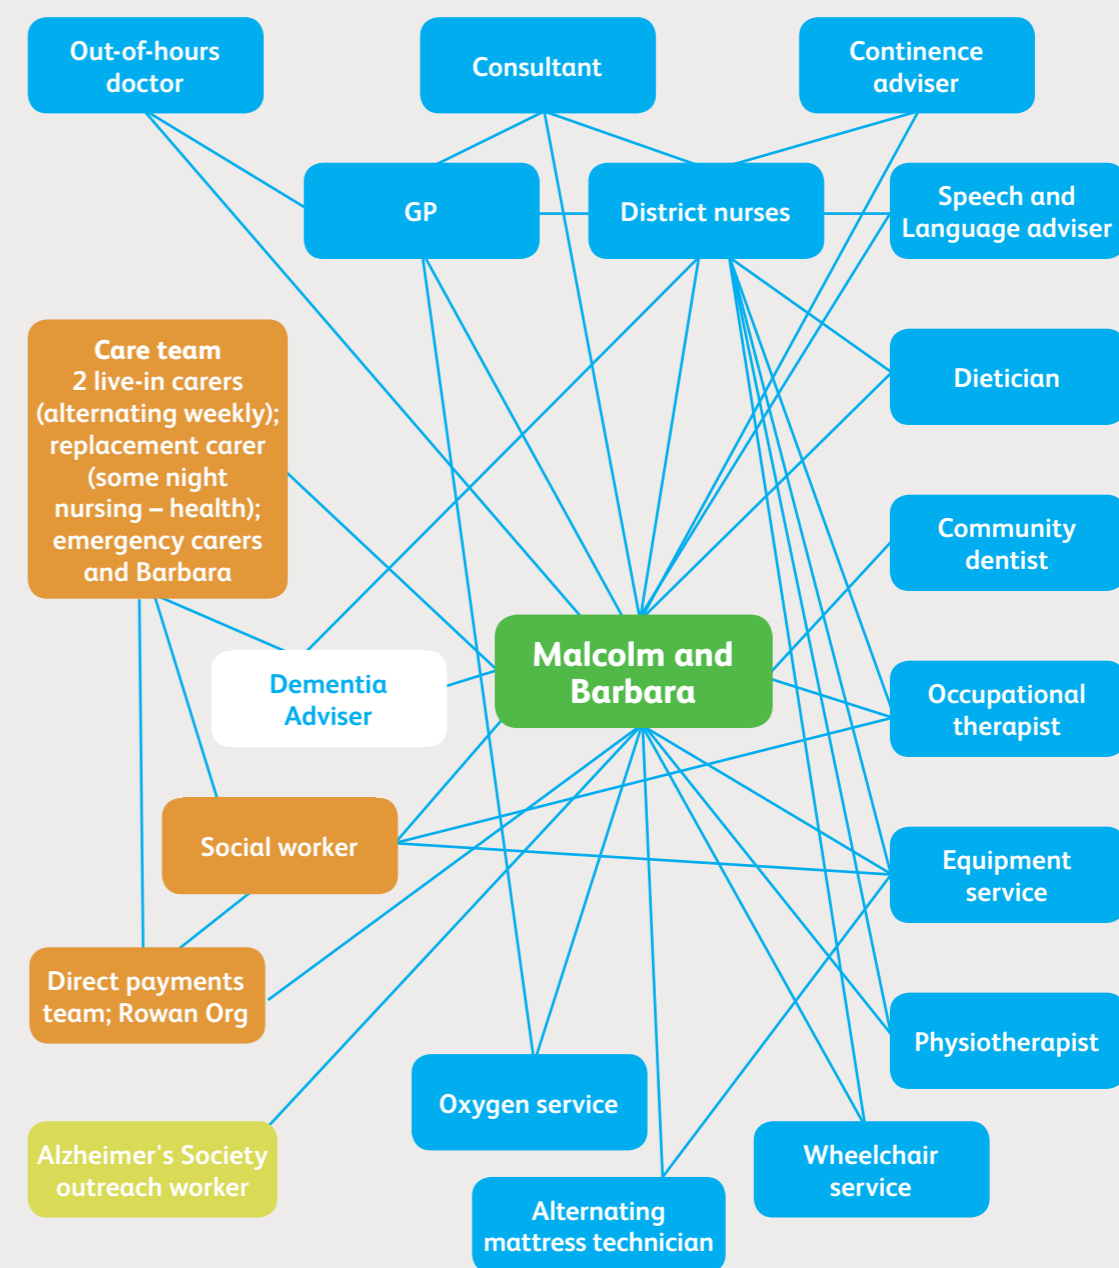 Out-of-hours
doctor
Consultant
Continence
adviser
GP
District nurses
Speech and
Language adviser
Care team
2 live-in carers
(alternating weekly);
replacement carer
(some night
nursing – health);
emergency carers
and Barbara
Dietician
Community
dentist
Malcolm and
Barbara
Dementia
Adviser
Occupational
therapist
Social worker
Equipment
service
Direct payments
team; Rowan Org
Physiotherapist
Oxygen service
Alzheimer's Society
outreach worker
Wheelchair
service
Alternating
mattress technician